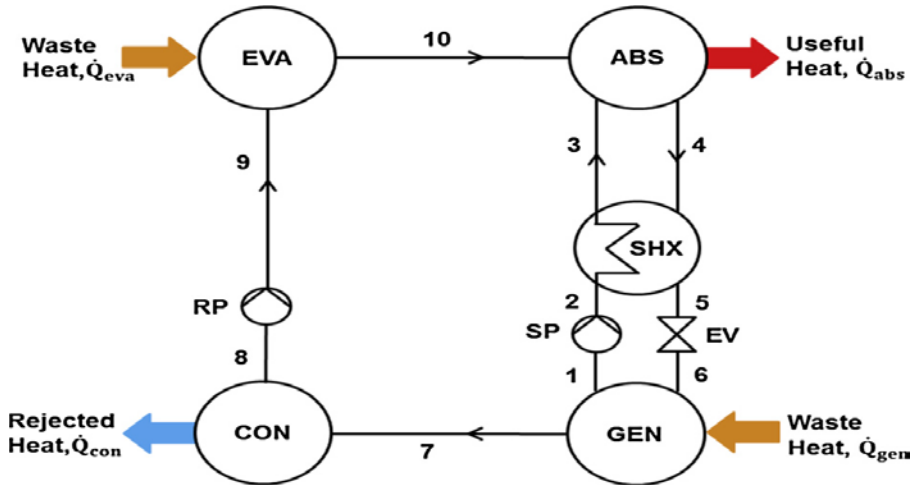 Waste
Heat, Q̇eva
EVA
10
ABS
Useful
Heat, Q̇abs
9
3
4
SHX
RP
2
5
SP
EV
8
1
6
Rejected
Heat, Q̇con
CON
7
GEN
Waste
Heat, Q̇gen